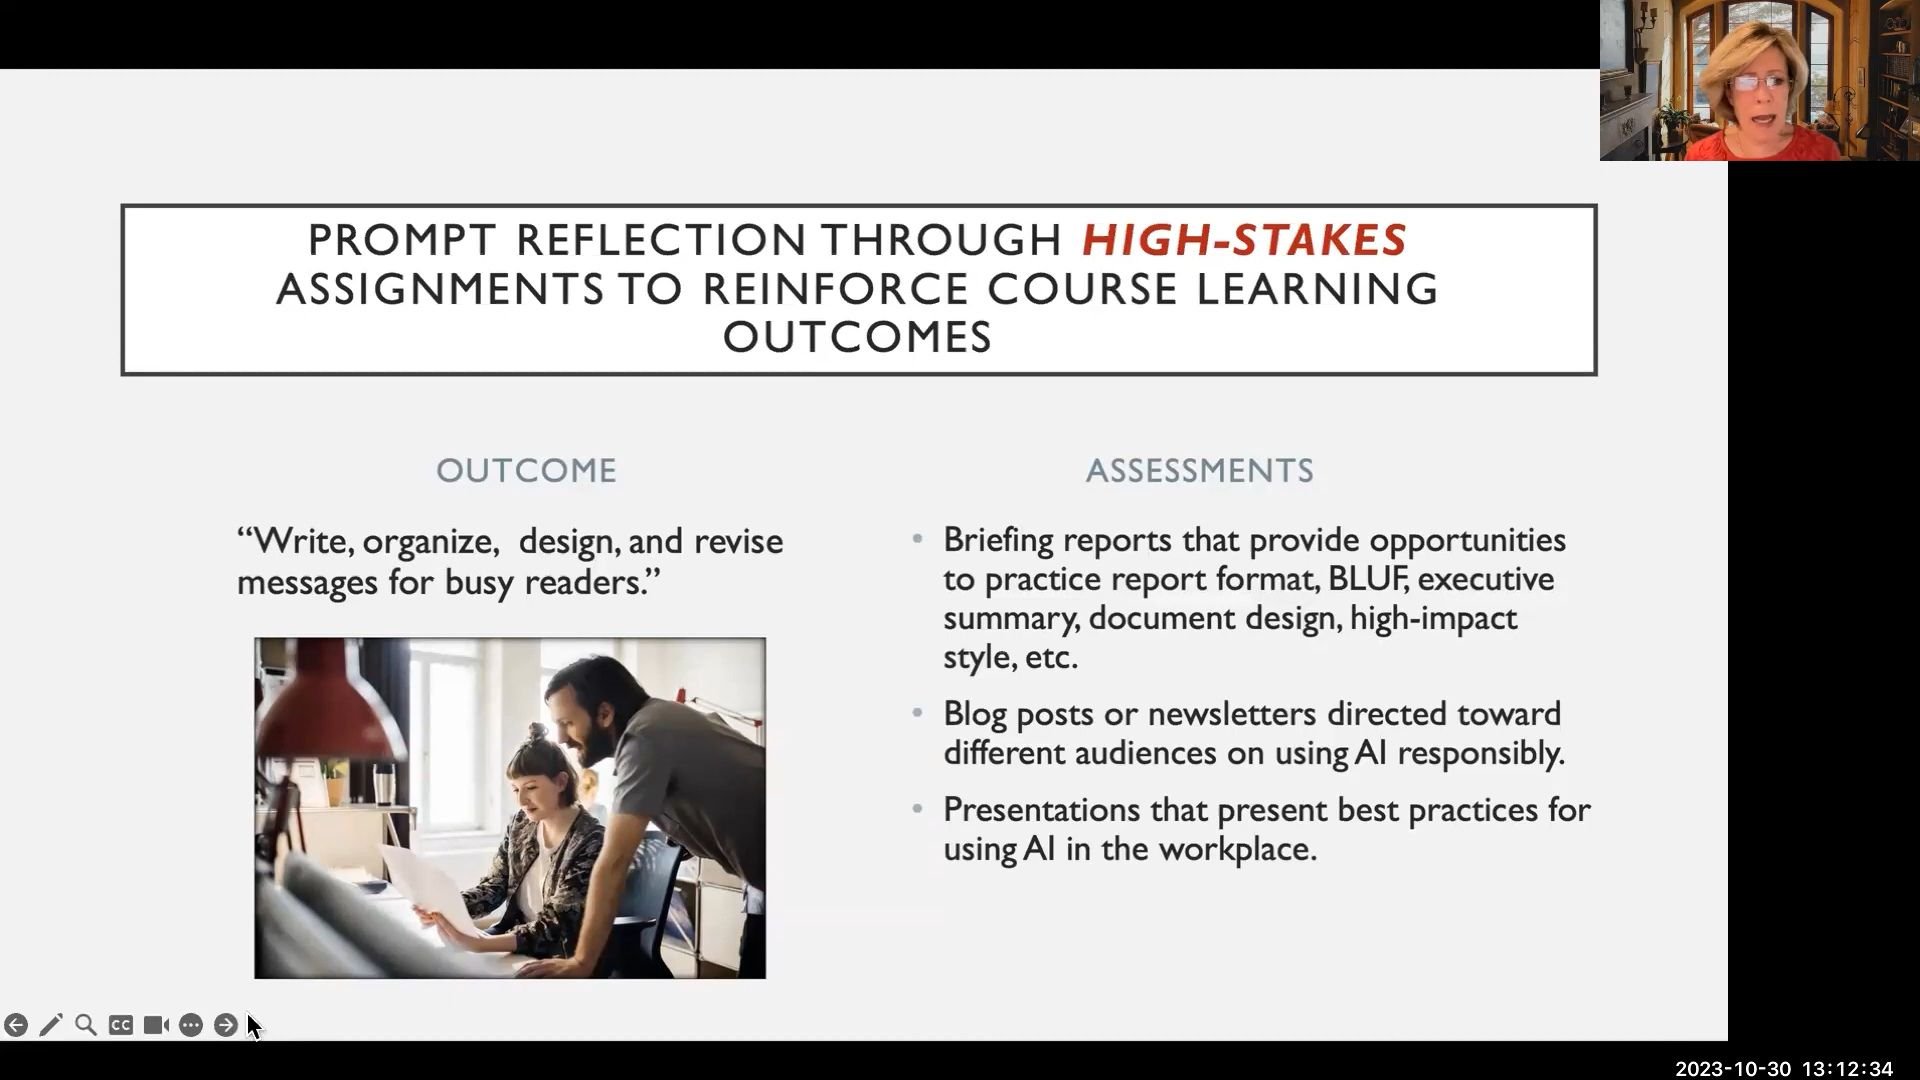 PROMPT REFLECTION THROUGH HIGH-STAKES
ASSIGNMENTS TO REINFORCE COURSE LEARNING
OUTCOMES
OUTCOME
“Write, organize,  design, and revise
messages for busy readers.”
ASSESSMENTS
• Briefing reports that provide opportunities
to practice report format, BLUF, executive
summary, document design, high-impact
style, etc.
• Blog posts or newsletters directed toward
different audiences on using AI responsibly.
• Presentations that present best practices for
using AI in the workplace.
CC
2023-10-30 13:12:34